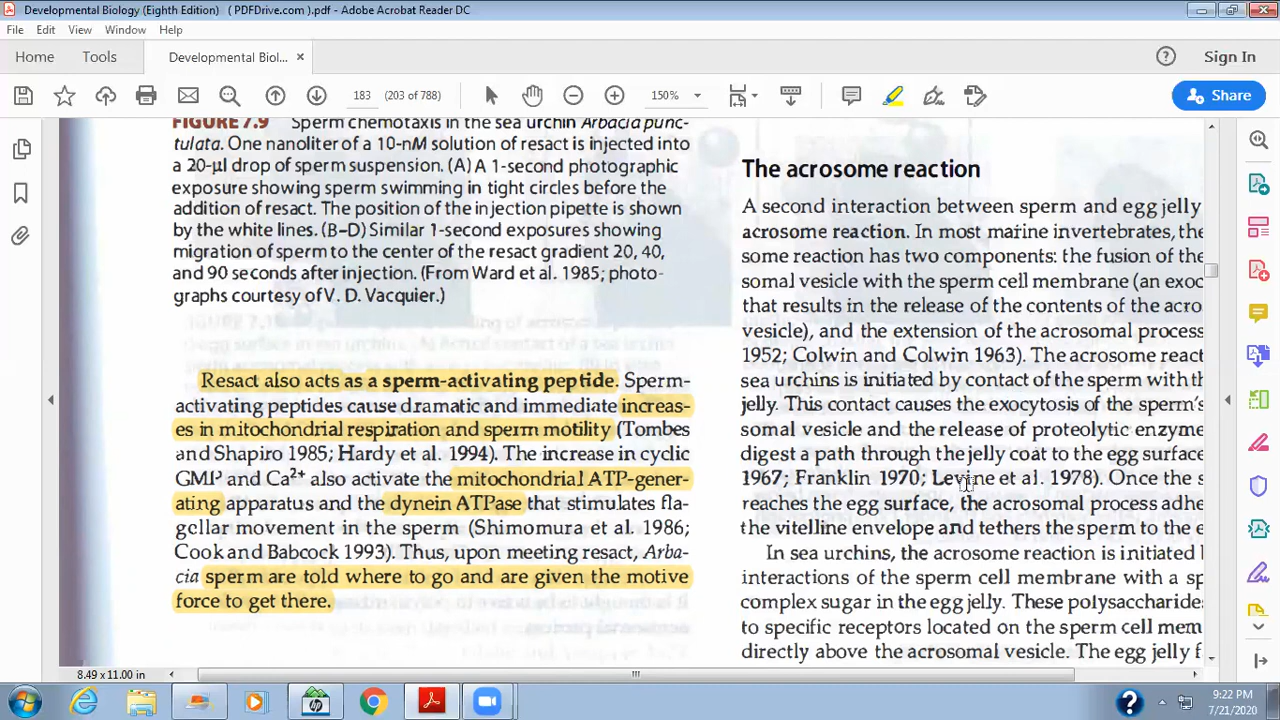 Developmental Biology (Eighth Edition) ( PDFDrive.com ).pdf - Adobe Acrobat Reader DC
File Edit View Window Help
Home Tools Developmental Biol... ×
Sign In
183 (203 of 788)
150%
Share
FIGURE 7.9 Sperm chemotaxis in the sea urchin Arbacia punc-
tulata. One nanoliter of a 10-nM solution of resact is injected into
a 20-μl drop of sperm suspension. (A) A 1-second photographic
exposure showing sperm swimming in tight circles before the
addition of resact. The position of the injection pipette is shown
by the white lines. (B–D) Similar 1-second exposures showing
migration of sperm to the center of the resact gradient 20, 40,
and 90 seconds after injection. (From Ward et al. 1985; photo-
graphs courtesy of V. D. Vacquier.)
Resact also acts as a sperm-activating peptide. Sperm-
activating peptides cause dramatic and immediate increas-
es in mitochondrial respiration and sperm motility (Tombes
and Shapiro 1985; Hardy et al. 1994). The increase in cyclic
GMP and Ca2+ also activate the mitochondrial ATP-gener-
ating apparatus and the dynein ATPase that stimulates fla-
gellar movement in the sperm (Shimomura et al. 1986;
Cook and Babcock 1993). Thus, upon meeting resact, Arba-
cia sperm are told where to go and are given the motive
force to get there.
The acrosome reaction
A second interaction between sperm and egg jelly
acrosome reaction. In most marine invertebrates, the
some reaction has two components: the fusion of the
somal vesicle with the sperm cell membrane (an exoc
that results in the release of the contents of the acro
vesicle), and the extension of the acrosomal process
1952; Colwin and Colwin 1963). The acrosome react
sea urchins is initiated by contact of the sperm with th
jelly. This contact causes the exocytosis of the sperm's
somal vesicle and the release of proteolytic enzyme
digest a path through the jelly coat to the egg surface
1967; Franklin 1970; Levine et al. 1978). Once the s
reaches the egg surface, the acrosomal process adhe
the vitelline envelope and tethers the sperm to the e
In sea urchins, the acrosome reaction is initiated b
interactions of the sperm cell membrane with a sp
complex sugar in the egg jelly. These polysaccharide
to specific receptors located on the sperm cell mem
directly above the acrosomal vesicle. The egg jelly f
8.49 x 11.00 in
9:22 PM
7/21/2020